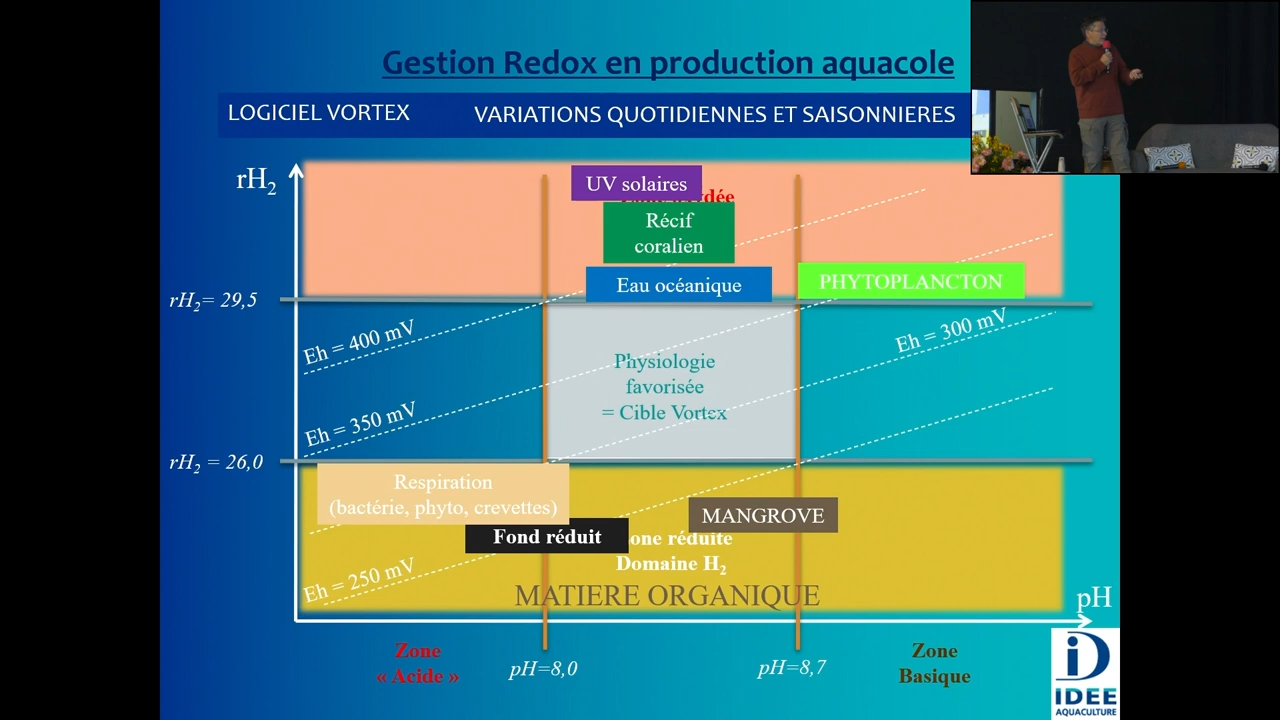 Gestion Redox en production aquacole
LOGICIEL VORTEX
VARIATIONS QUOTIDIENNES ET SAISONNIERES
rH₂
UV solaires
Récif
coralien
Eau océanique
PHYTOPLANCTON
rH₂= 29,5
Eh = 400 mV
Eh = 300 mV
Physiologie
favorisée
= Cible Vortex
Eh = 350 mV
rH₂ = 26,0
Respiration
(bactérie, phyto, crevettes)
MANGROVE
Fond réduit
réduite
Domaine H₂
Eh = 250 mV
MATIERE ORGANIQUE
pH
Zone
« Acide »
pH=8,0
pH=8,7
Zone
Basique
iD
IDEE
AQUACULTURE